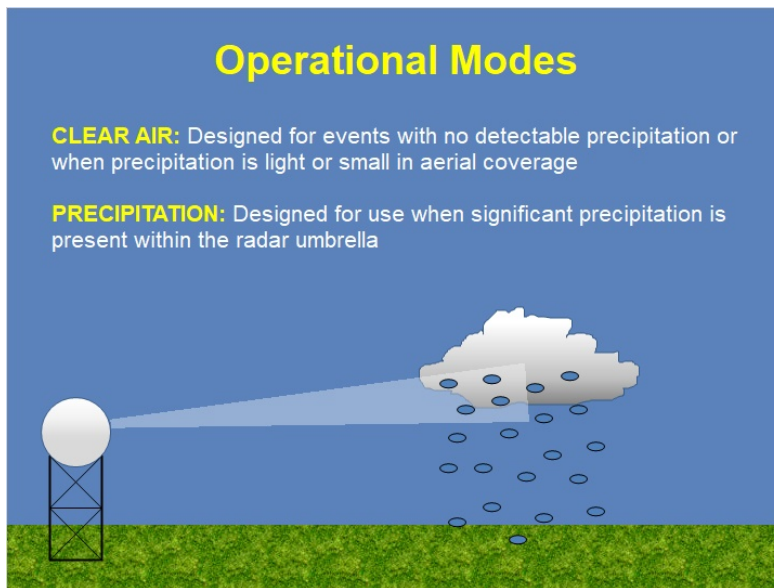 Operational Modes
CLEAR AIR: Designed for events with no detectable precipitation or
when precipitation is light or small in aerial coverage
PRECIPITATION: Designed for use when significant precipitation is
present within the radar umbrella